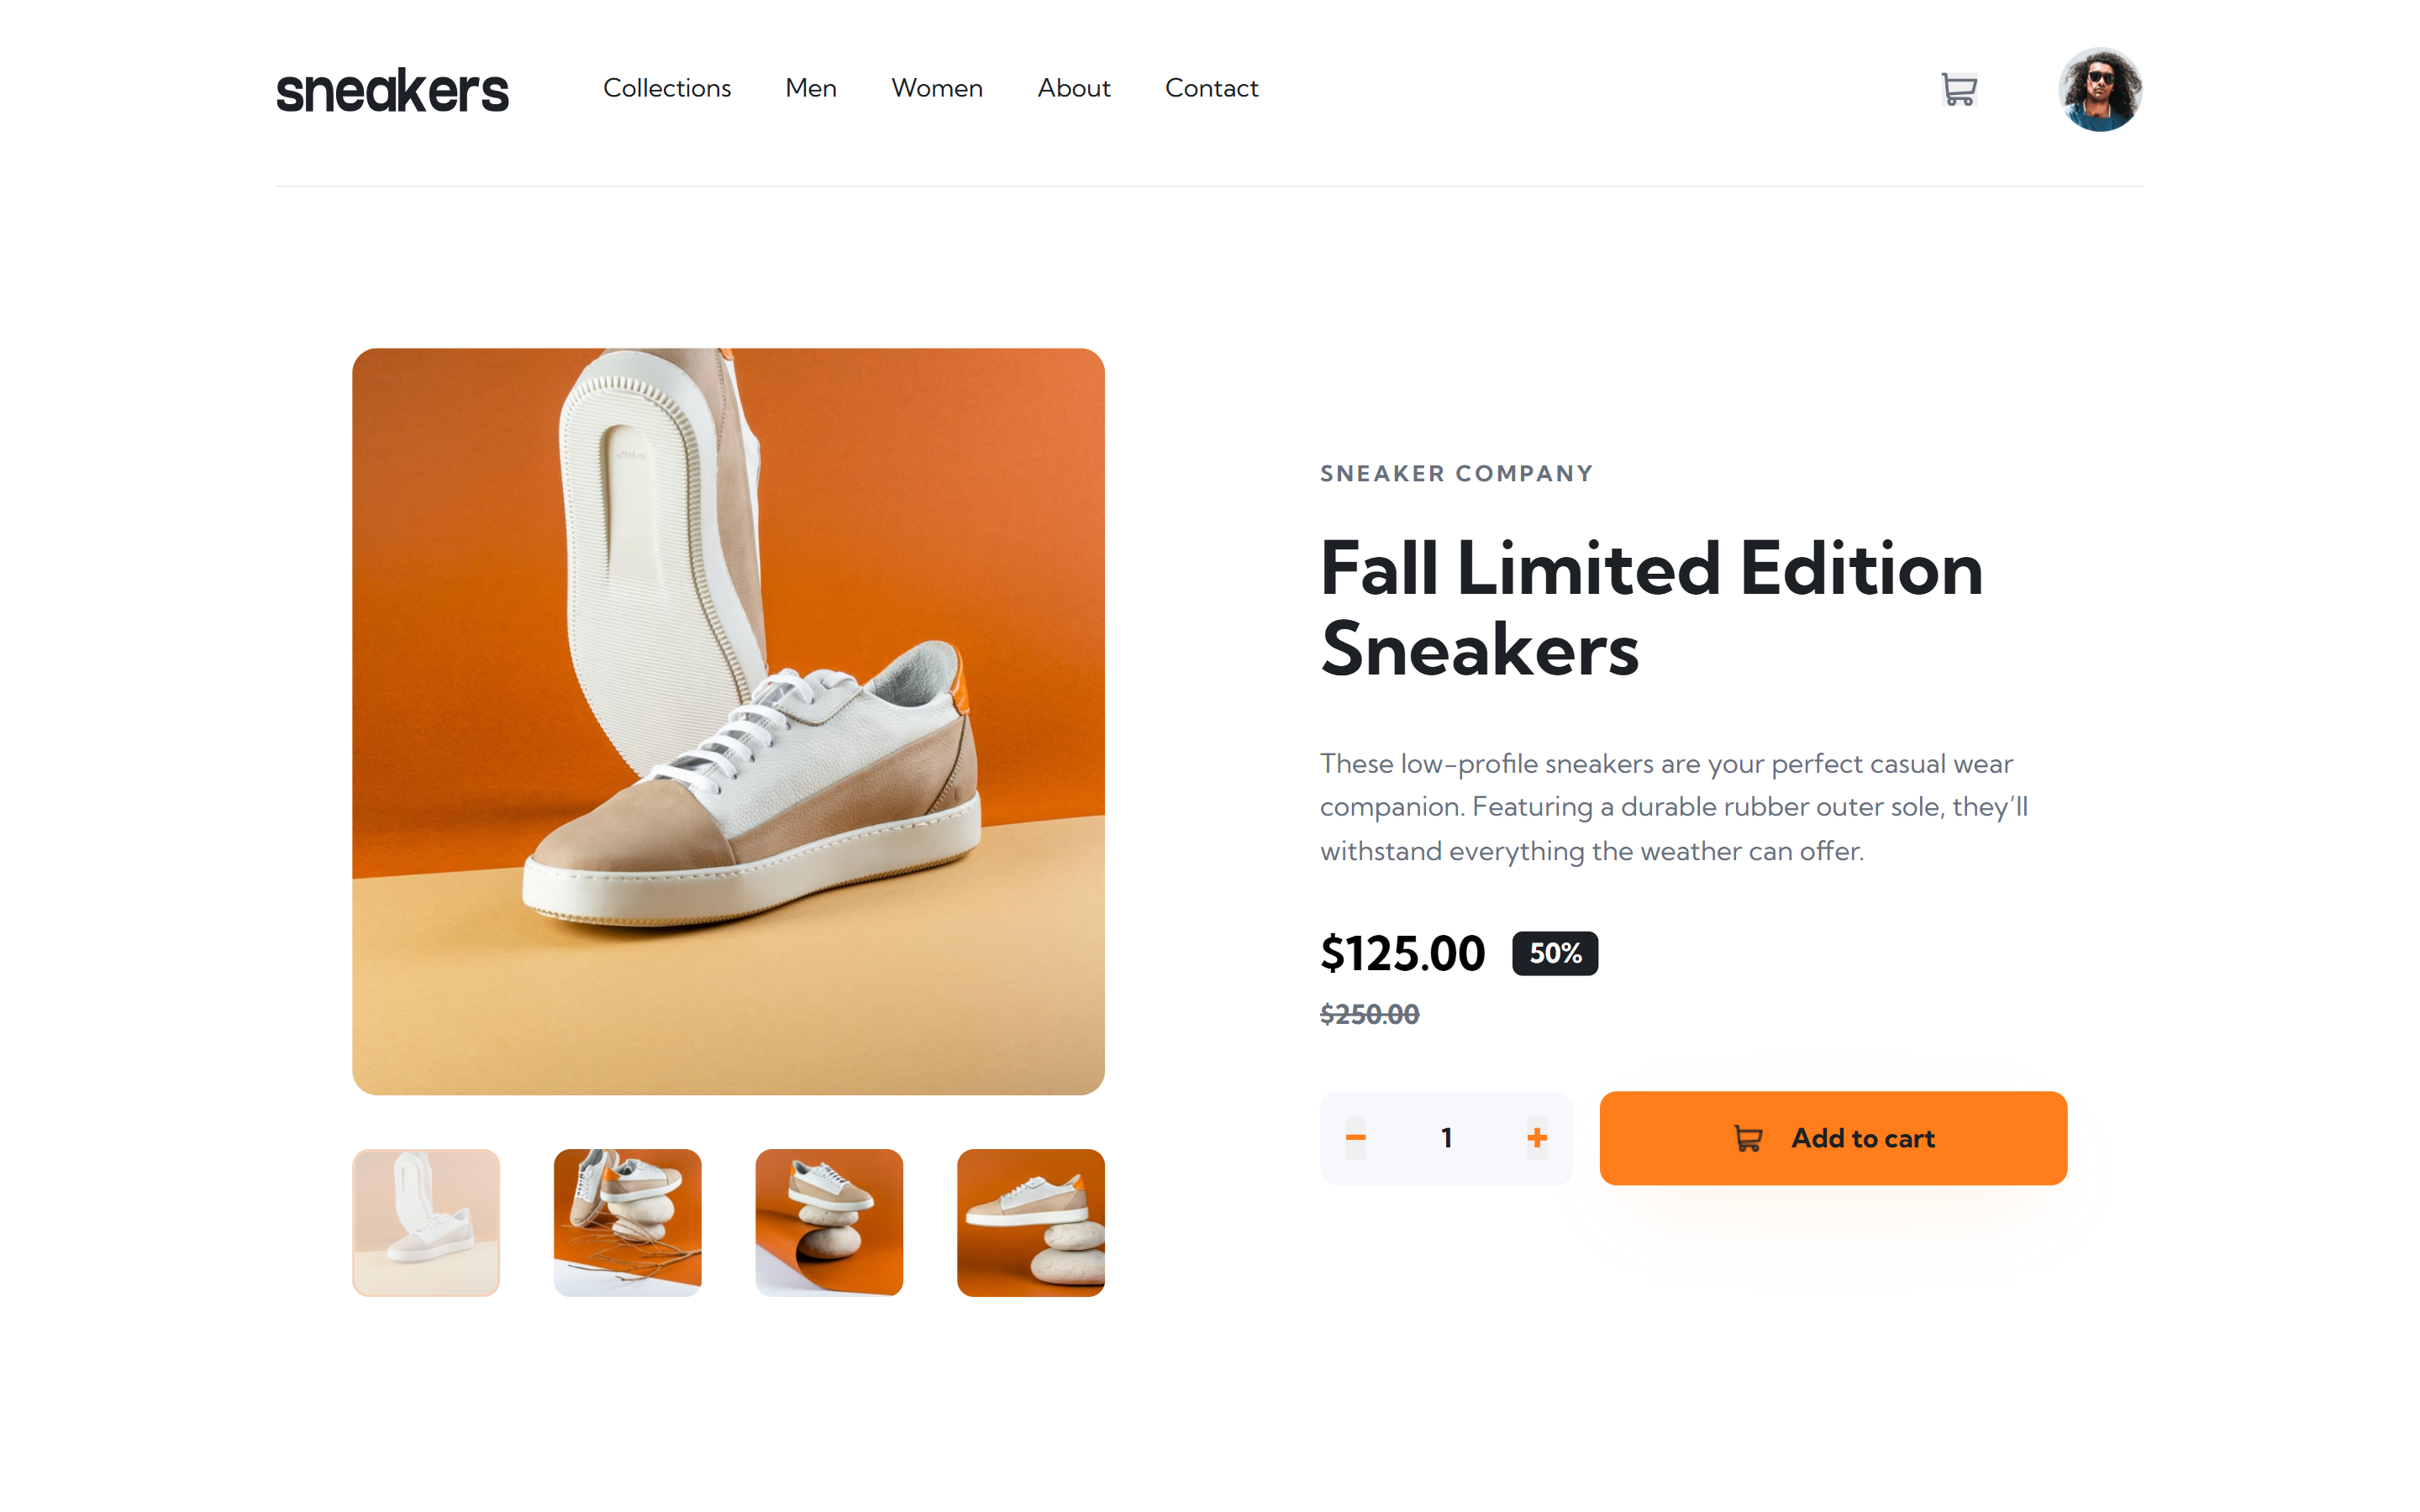 sneakers
Collections
Men
Women
About
Contact
SNEAKER COMPANY
Fall Limited Edition
Sneakers
These low-profile sneakers are your perfect casual wear
companion. Featuring a durable rubber outer sole, they’ll
withstand everything the weather can offer.
$125.00
50%
$250.00
1
Add to cart